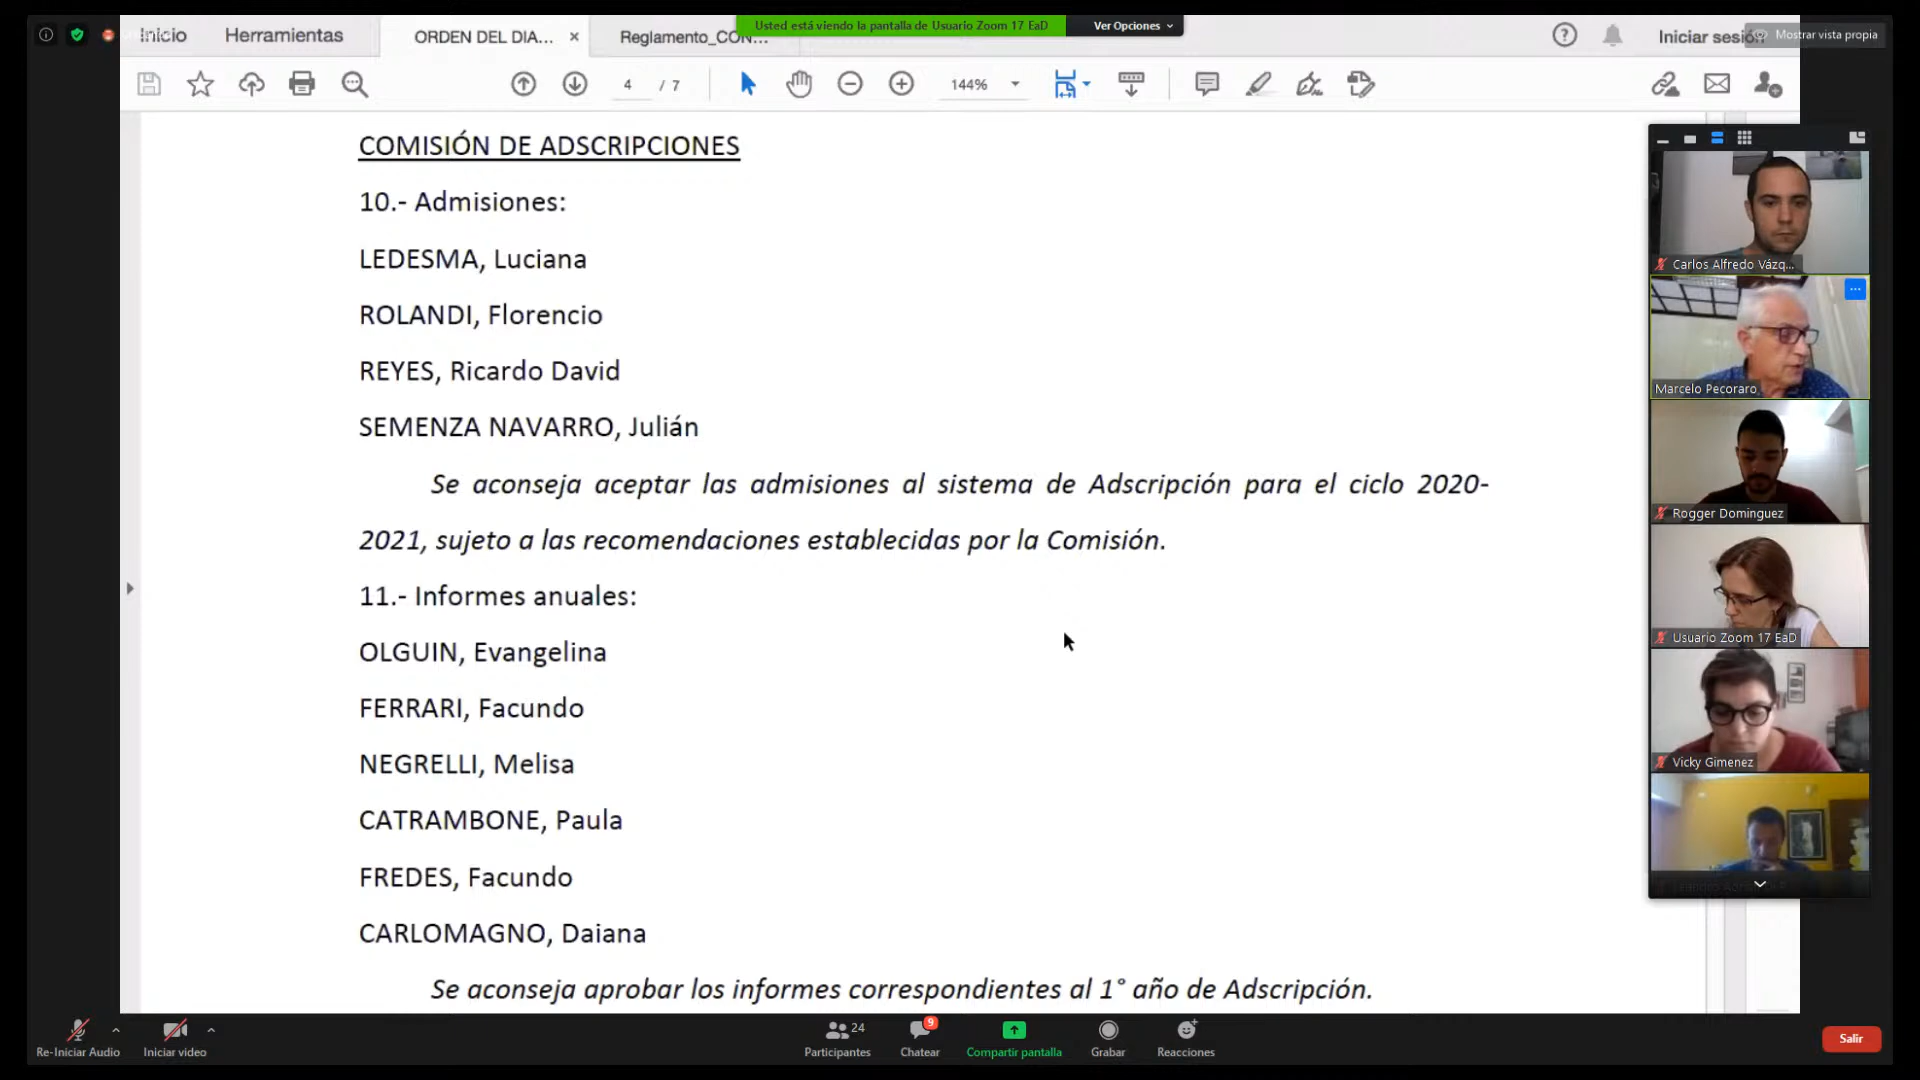 Usted está viendo la pantalla de Usuario Zoom 17 EaD
Ver Opciones
Mostrar vista propia
Inicio
Herramientas
ORDEN DEL DIA...
×
Reglamento_CON...
Iniciar sesión
4
/ 7
144%
COMISIÓN DE ADSCRIPCIONES
10.- Admisiones:
LEDESMA, Luciana
ROLANDI, Florencio
REYES, Ricardo David
SEMENZA NAVARRO, Julián
Se aconseja aceptar las admisiones al sistema de Adscripción para el ciclo 2020-
2021, sujeto a las recomendaciones establecidas por la Comisión.
11.- Informes anuales:
OLGUIN, Evangelina
FERRARI, Facundo
NEGRELLI, Melisa
CATRAMBONE, Paula
FREDES, Facundo
CARLOMAGNO, Daiana
Se aconseja aprobar los informes correspondientes al 1° año de Adscripción.
Carlos Alfredo Vázq...
Marcelo Pecoraro
Rogger Dominguez
Usuario Zoom 17 EaD
Vicky Gimenez
Re-Iniciar Audio
Iniciar video
24
Participantes
9
Chatear
Compartir pantalla
Grabar
Reacciones
Salir